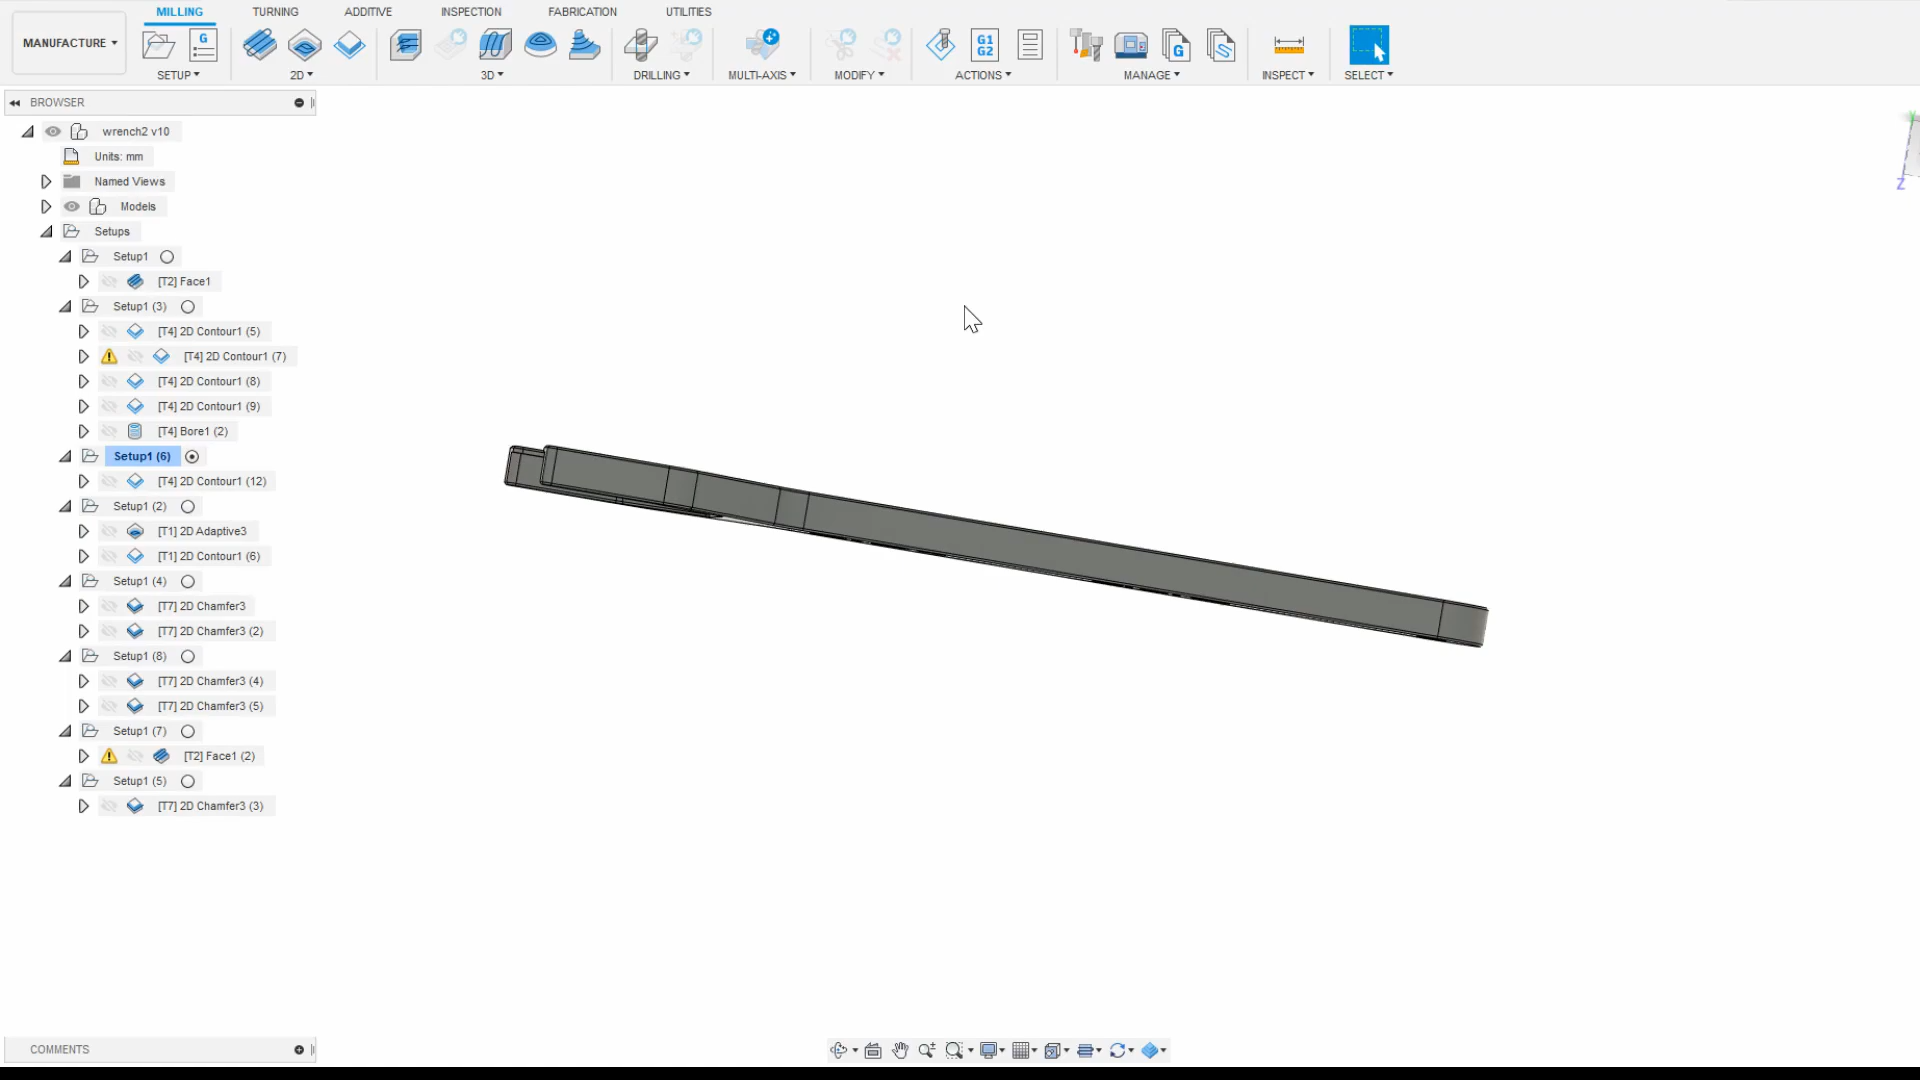 MILLING TURNING ADDITIVE INSPECTION FABRICATION UTILITIES
MANUFACTURE
G
G1
G2
G
S
SETUP 2D 3D DRILLING MULTI-AXIS MODIFY ACTIONS MANAGE INSPECT SELECT
BROWSER
wrench2 v10
Units: mm
Named Views
Models
Setups
Setup1
[T2] Face1
Setup1 (3)
[T4] 2D Contour1 (5)
[T4] 2D Contour1 (7)
[T4] 2D Contour1 (8)
[T4] 2D Contour1 (9)
[T4] Bore1 (2)
Setup1 (6)
[T4] 2D Contour1 (12)
Setup1 (2)
[T1] 2D Adaptive3
[T1] 2D Contour1 (6)
Setup1 (4)
[T7] 2D Chamfer3
[T7] 2D Chamfer3 (2)
Setup1 (8)
[T7] 2D Chamfer3 (4)
[T7] 2D Chamfer3 (5)
Setup1 (7)
[T2] Face1 (2)
Setup1 (5)
[T7] 2D Chamfer3 (3)
Z
COMMENTS